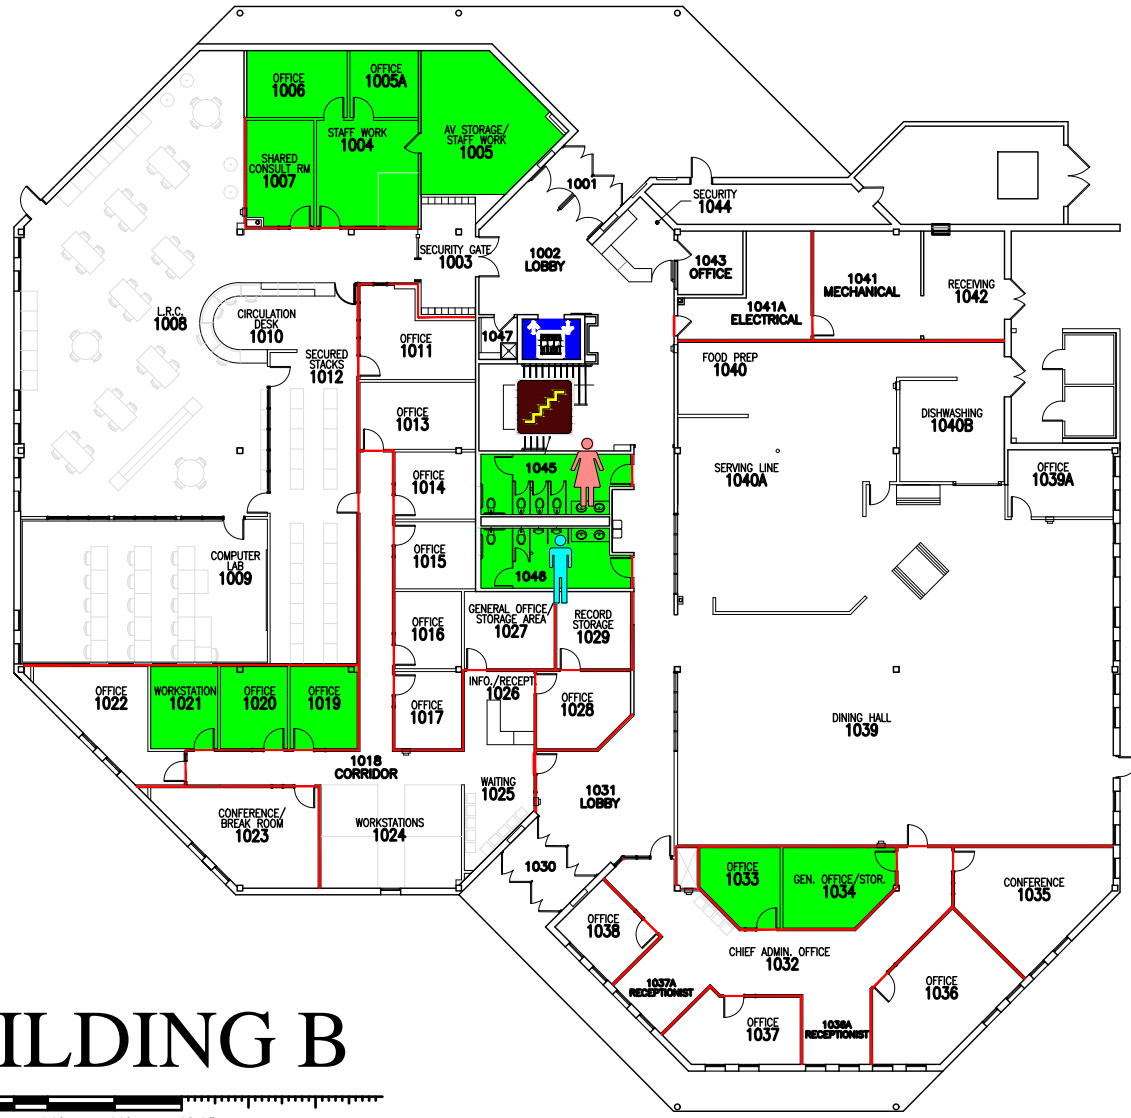 OFFICE
1006
OFFICE
1005A
STAFF WORK
1004
AV STORAGE/
STAFF WORK
1005
SHARED
CONSULT RM
1007
1001
SECURITY
1044
SECURITY GATE
1003
1002
LOBBY
1043
OFFICE
1041
MECHANICAL
RECEIVING
1042
1041A
ELECTRICAL
L.R.C.
1008
CIRCULATION
DESK
1010
SECURED
STACKS
1012
OFFICE
1011
1047
FOOD PREP
1040
OFFICE
1013
DISHWASHING
1040B
1045
SERVING LINE
1040A
OFFICE
1039A
OFFICE
1014
OFFICE
1015
1046
COMPUTER
LAB
1009
OFFICE
1016
GENERAL OFFICE/
STORAGE AREA
1027
RECORD
STORAGE
1029
OFFICE
1022
WORKSTATION
1021
OFFICE
1020
OFFICE
1019
OFFICE
1017
INFO./RECEPT.
1026
OFFICE
1028
DINING HALL
1039
1018
CORRIDOR
WAITING
1025
1031
LOBBY
CONFERENCE/
BREAK ROOM
1023
WORKSTATIONS
1024
1030
OFFICE
1033
GEN. OFFICE/STOR.
1034
CONFERENCE
1035
OFFICE
1038
CHIEF ADMIN. OFFICE
1032
1037A
RECEPTIONIST
OFFICE
1036
OFFICE
1037
1036A
RECEPTIONIST
ILDING B